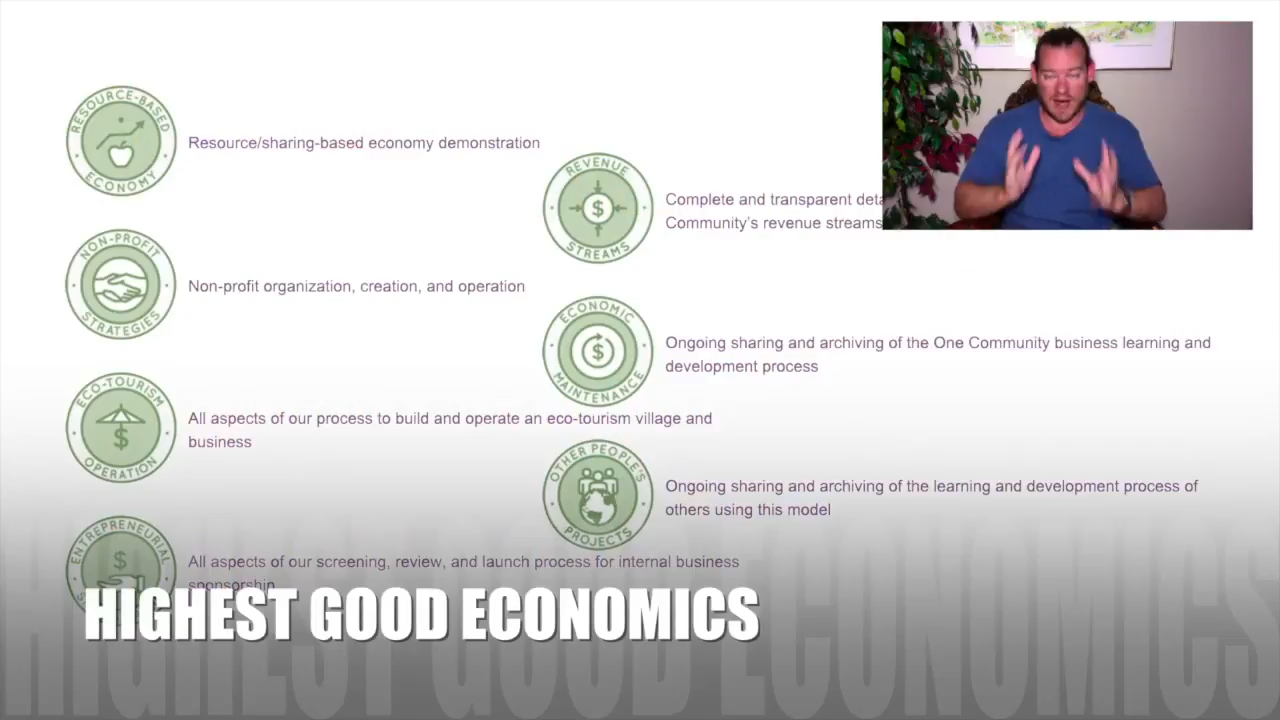 RESOURCE-BASED
ECONOMY
Resource/sharing-based economy demonstration
NON-PROFIT
STRATEGIES
Non-profit organization, creation, and operation
ECO-TOURISM
$
OPERATION
All aspects of our process to build and operate an eco-tourism village and
business
ENTREPRENEURIAL
$
All aspects of our screening, review, and launch process for internal business
sponsorship
REVENUE
$
STREAMS
Complete and transparent
Community's revenue streams
ECONOMIC
$
MAINTENANCE
Ongoing sharing and archiving of the One Community business learning and
development process
OTHER PEOPLE'S
PROJECTS
Ongoing sharing and archiving of the learning and development process of
others using this model
HIGHEST GOOD ECONOMICS
HIGHEST GOOD ECONOMICS